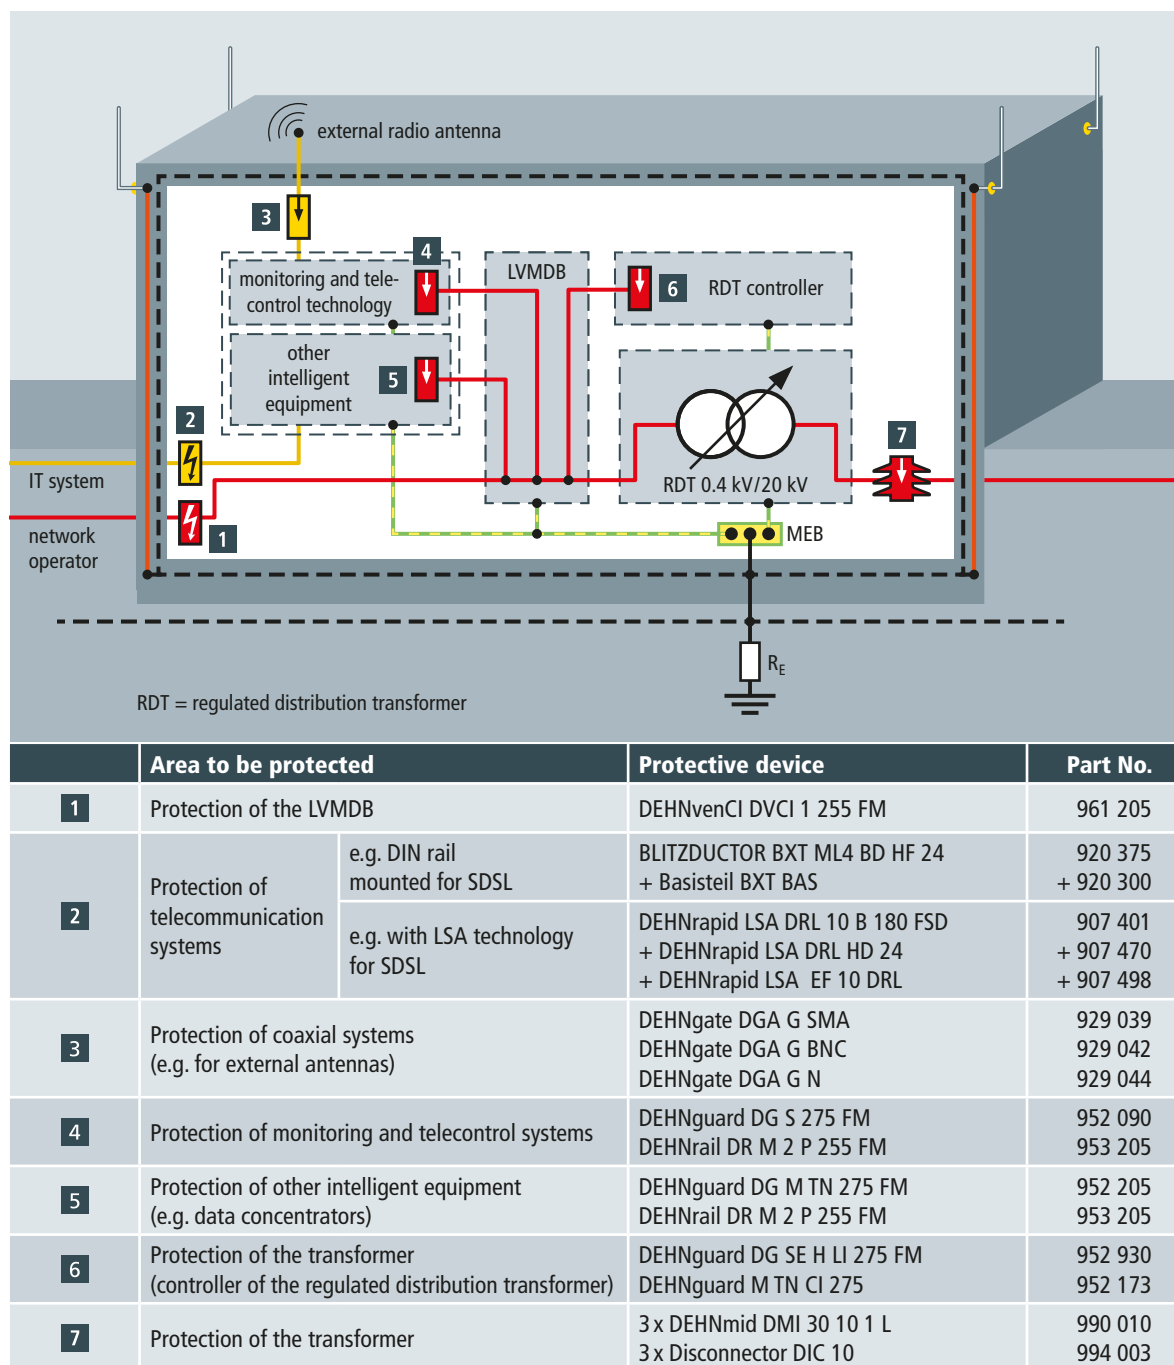 external radio antenna
3
4
monitoring and tele-
control technology
LVMDB
6
RDT controller
other
intelligent
equipment
5
2
7
IT system
RDT 0.4 kV/20 kV
network
operator
1
MEB
RE
RDT = regulated distribution transformer
Area to be protected Protective device Part No.
1 Protection of the LVMDB DEHNvenCI DVCI 1 255 FM 961 205
2 Protection of
telecommunication
systems
e.g. DIN rail
mounted for SDSL
BLITZDUCTOR BXT ML4 BD HF 24 920 375
+ Basisteil BXT BAS + 920 300
e.g. with LSA technology
for SDSL
DEHNrapid LSA DRL 10 B 180 FSD 907 401
+ DEHNrapid LSA DRL HD 24 + 907 470
+ DEHNrapid LSA EF 10 DRL + 907 498
3 Protection of coaxial systems
(e.g. for external antennas)
DEHNgate DGA G SMA 929 039
DEHNgate DGA G BNC 929 042
DEHNgate DGA G N 929 044
4 Protection of monitoring and telecontrol systems
DEHNguard DG S 275 FM 952 090
DEHNrail DR M 2 P 255 FM 953 205
5 Protection of other intelligent equipment
(e.g. data concentrators)
DEHNguard DG M TN 275 FM 952 205
DEHNrail DR M 2 P 255 FM 953 205
6 Protection of the transformer
(controller of the regulated distribution transformer)
DEHNguard DG SE H LI 275 FM 952 930
DEHNguard M TN CI 275 952 173
7 Protection of the transformer
3 x DEHNmid DMI 30 10 1 L 990 010
3 x Disconnector DIC 10 994 003